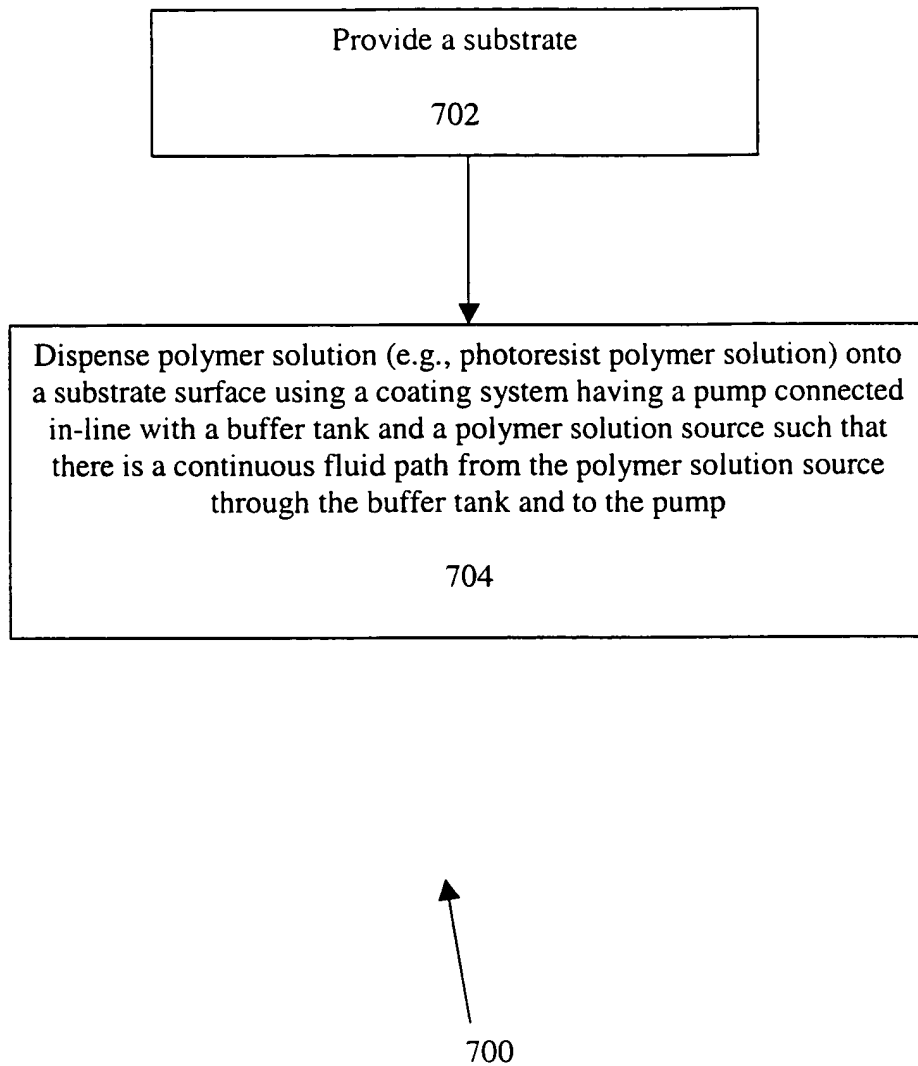 Provide a substrate
702
Dispense polymer solution (e.g., photoresist polymer solution) onto
a substrate surface using a coating system having a pump connected
in-line with a buffer tank and a polymer solution source such that
there is a continuous fluid path from the polymer solution source
through the buffer tank and to the pump
704
700